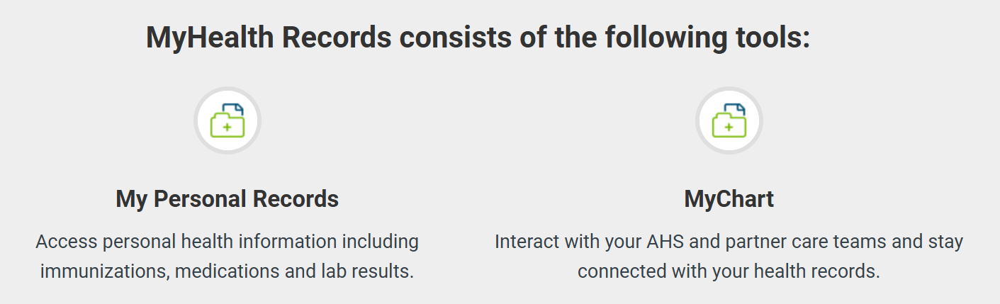 MyHealth Records consists of the following tools:
My Personal Records
Access personal health information including
immunizations, medications and lab results.
MyChart
Interact with your AHS and partner care teams and stay
connected with your health records.